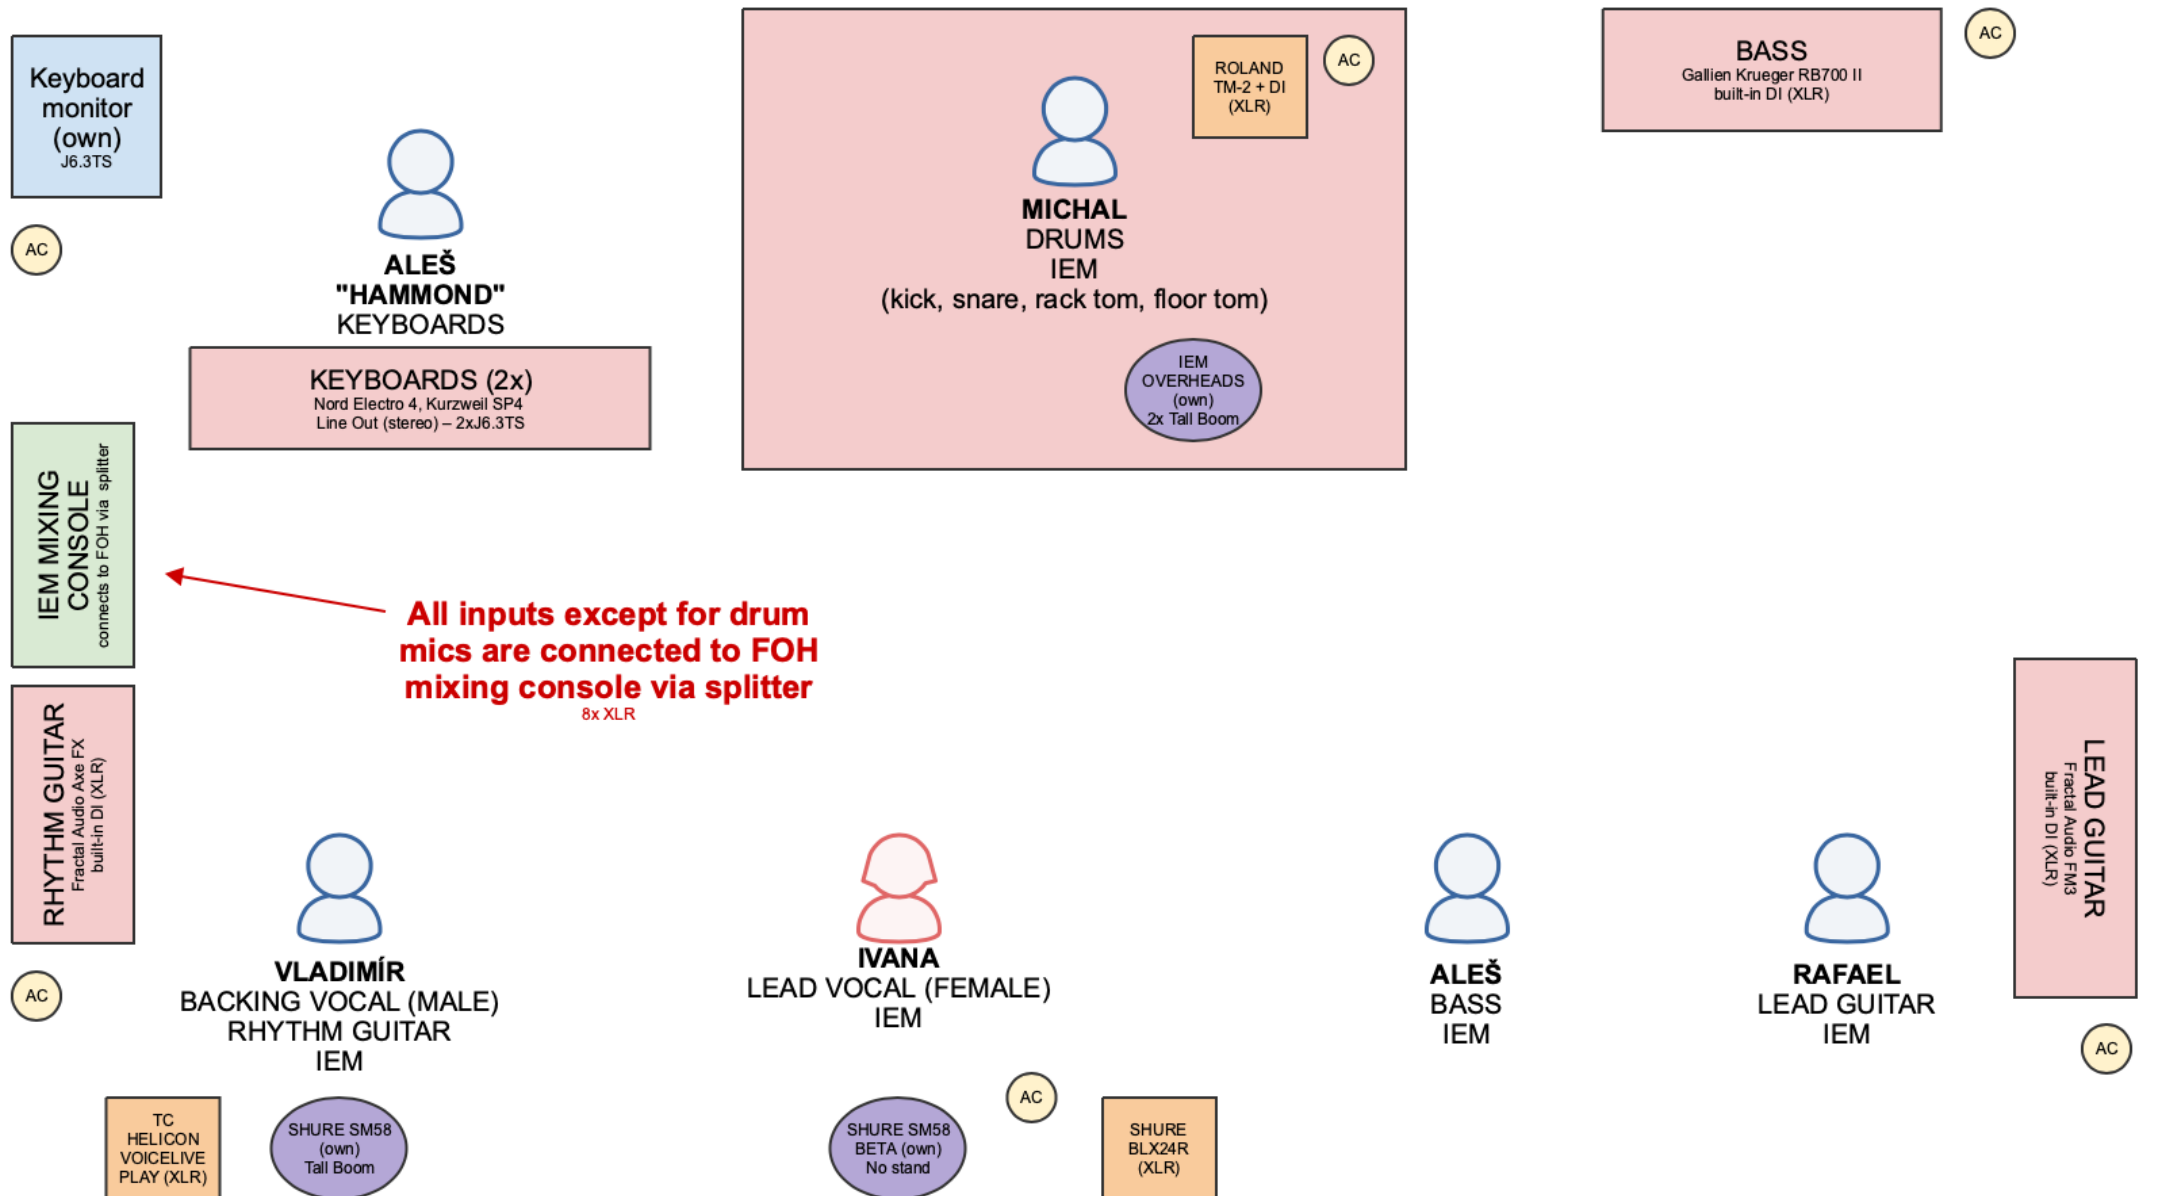 Keyboard
monitor
(own)
J6.3TS
AC
ALEŠ
"HAMMOND"
KEYBOARDS
KEYBOARDS (2x)
Nord Electro 4, Kurzweil SP4
Line Out (stereo) – 2xJ6.3TS
ROLAND
TM-2 + DI
(XLR)
AC
MICHAL
DRUMS
IEM
(kick, snare, rack tom, floor tom)
IEM
OVERHEADS
(own)
2x Tall Boom
BASS
Gallien Krueger RB700 II
built-in DI (XLR)
AC
IEM MIXING
CONSOLE
connects to FOH via splitter
All inputs except for drum
mics are connected to FOH
mixing console via splitter
8x XLR
RHYTHM GUITAR
Fractal Audio Axe FX
built-in DI (XLR)
AC
VLADIMÍR
BACKING VOCAL (MALE)
RHYTHM GUITAR
IEM
TC
HELICON
VOICELIVE
PLAY (XLR)
SHURE SM58
(own)
Tall Boom
IVANA
LEAD VOCAL (FEMALE)
IEM
SHURE SM58
BETA (own)
No stand
AC
SHURE
BLX24R
(XLR)
ALEŠ
BASS
IEM
RAFAEL
LEAD GUITAR
IEM
LEAD GUITAR
Fractal Audio FM3
built-in DI (XLR)
AC